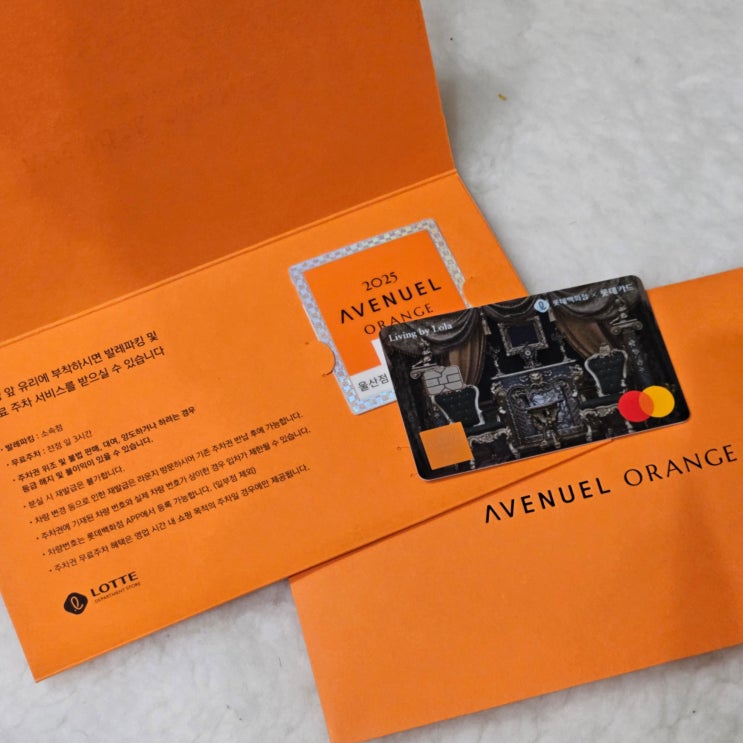 2025
AVENUEL
ORANGE
울산점
앞 유리에 부착하시면 발레파킹 및
주차 서비스를 받으실 수 있습니다
• 발레파킹 : 소속점
• 무료주차 : 전점 일 3시간
• 주차권 위조 및 불법 판매, 대여, 양도하거나 하려는 경우
등급 해지 및 불이익이 있을 수 있습니다.
• 분실 시 재발급은 불가합니다.
• 차량 변경 등으로 인한 재발급은 라운지 방문하시어 기존 주차권 반납 후에 가능합니다.
• 주차권에 기재된 차량 번호와 실제 차량 번호가 상이한 경우 입차가 제한될 수 있습니다.
• 차량번호는 롯데백화점 APP에서 등록 가능합니다. (일부점 제외)
• 주차권 무료주차 혜택은 영업 시간 내 쇼핑 목적의 주차일 경우에만 제공됩니다.
LOTTE
DEPARTMENT STORE
롯데백화점 × 롯데카드
Living by Lola
AVENUEL ORANGE